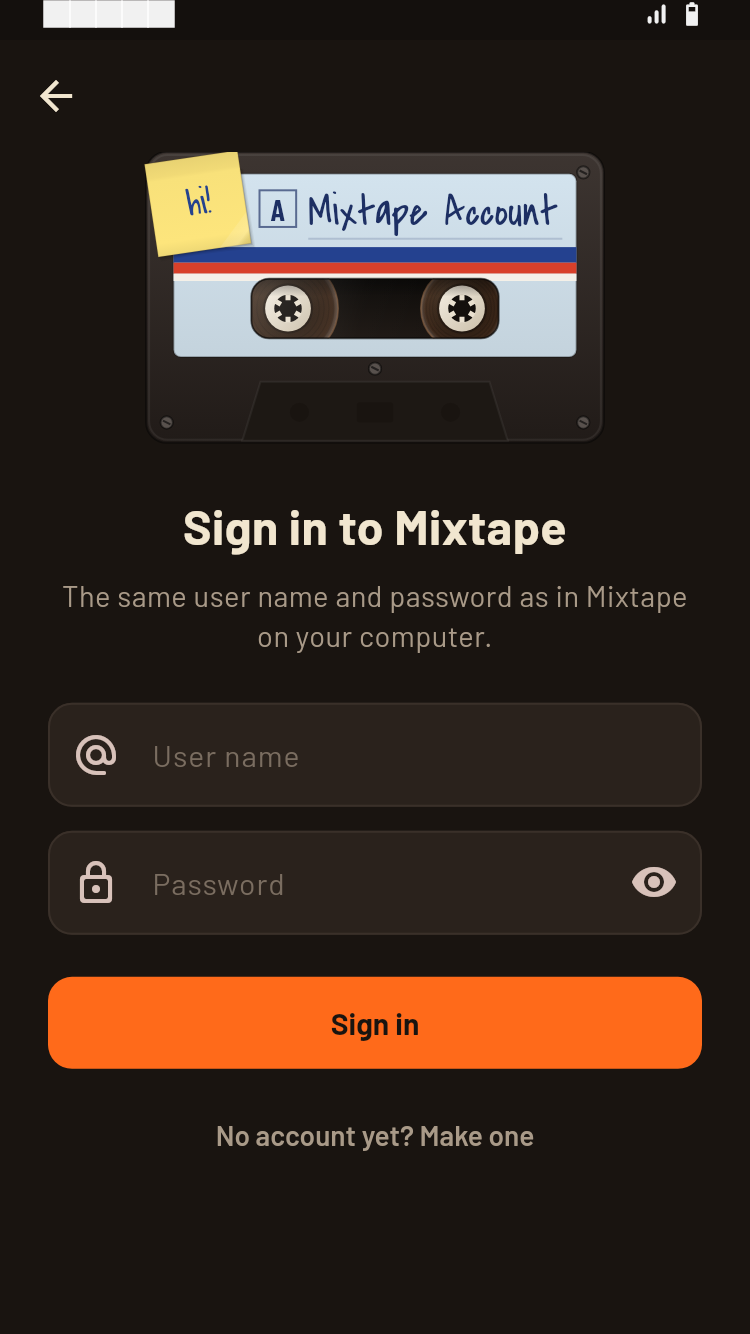 hi!
A Mixtape Account
Sign in to Mixtape
The same user name and password as in Mixtape
on your computer.
User name
Password
Sign in
No account yet? Make one